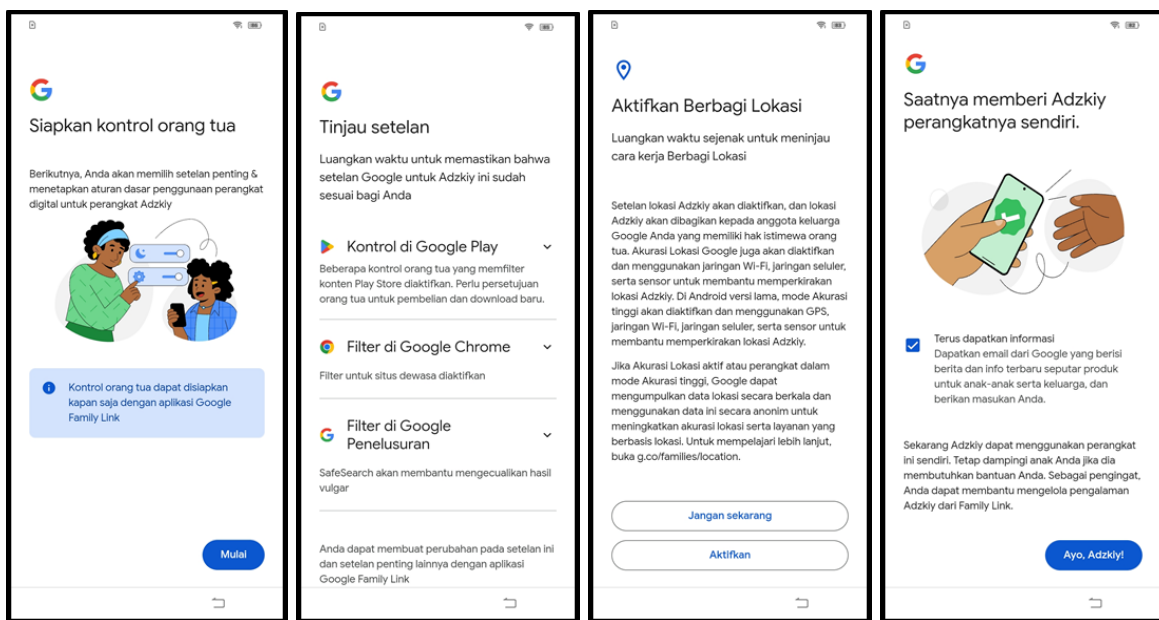 Siapkan kontrol orang tua
Berikutnya, Anda akan memilih setelan penting &
menetapkan aturan dasar penggunaan perangkat
digital untuk perangkat Adzkiy
Kontrol orang tua dapat disiapkan
kapan saja dengan aplikasi Google
Family Link
Mulai
Tinjau setelan
Luangkan waktu untuk memastikan bahwa
setelan Google untuk Adzkiy ini sudah
sesuai bagi Anda
Kontrol di Google Play
Beberapa kontrol orang tua yang memfilter
konten Play Store diaktifkan. Perlu persetujuan
orang tua untuk pembelian dan download baru.
Filter di Google Chrome
Filter untuk situs dewasa diaktifkan
Filter di Google
Penelusuran
SafeSearch akan membantu mengecualikan hasil
vulgar
Anda dapat membuat perubahan pada setelan ini
dan setelan penting lainnya dengan aplikasi
Google Family Link
Aktifkan Berbagi Lokasi
Luangkan waktu sejenak untuk meninjau
cara kerja Berbagi Lokasi
Setelan lokasi Adzkiy akan diaktifkan, dan lokasi
Adzkiy akan dibagikan kepada anggota keluarga
Google Anda yang memiliki hak istimewa orang
tua. Akurasi Lokasi Google juga akan diaktifkan
dan menggunakan jaringan Wi-Fi, jaringan seluler,
serta sensor untuk membantu memperkirakan
lokasi Adzkiy. Di Android versi lama, mode Akurasi
tinggi akan diaktifkan dan menggunakan GPS,
jaringan Wi-Fi, jaringan seluler, serta sensor untuk
membantu memperkirakan lokasi Adzkiy.
Jika Akurasi Lokasi aktif atau perangkat dalam
mode Akurasi tinggi, Google dapat
mengumpulkan data lokasi secara berkala dan
menggunakan data ini secara anonim untuk
meningkatkan akurasi lokasi serta layanan yang
berbasis lokasi. Untuk mempelajari lebih lanjut,
buka g.co/families/location.
Jangan sekarang
Aktifkan
Saatnya memberi Adzkiy
perangkatnya sendiri.
Terus dapatkan informasi
Dapatkan email dari Google yang berisi
berita dan info terbaru seputar produk
untuk anak-anak serta keluarga, dan
berikan masukan Anda.
Sekarang Adzkiy dapat menggunakan perangkat
ini sendiri. Tetap dampingi anak Anda jika dia
membutuhkan bantuan Anda. Sebagai pengingat,
Anda dapat membantu mengelola pengalaman
Adzkiy dari Family Link.
Ayo, Adzkiy!